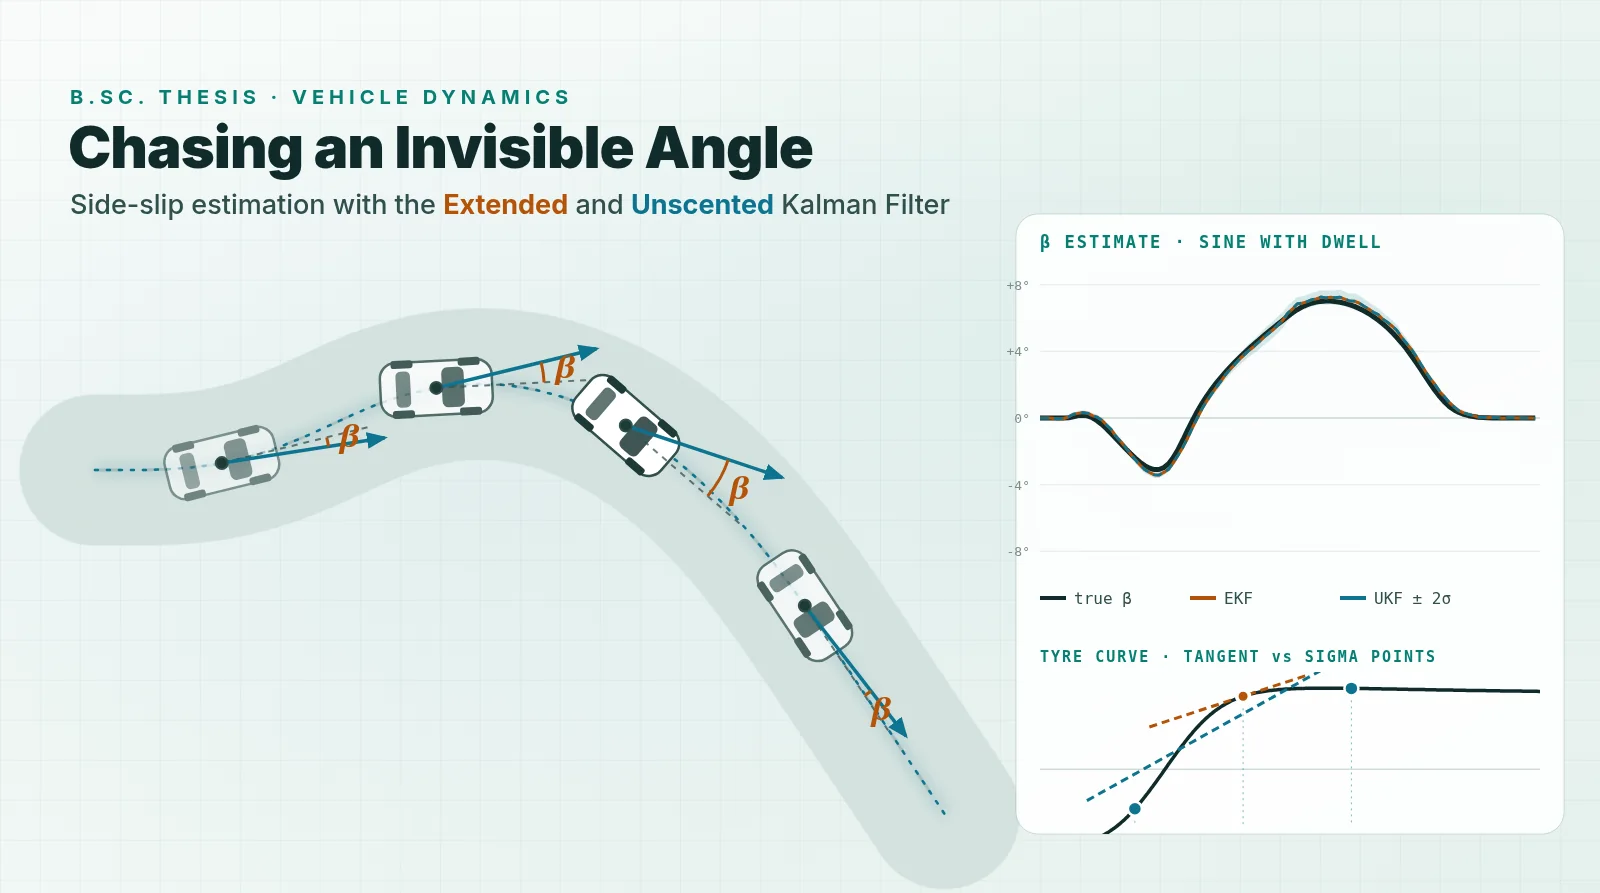 B.SC. THESIS · VEHICLE DYNAMICS
Chasing an Invisible Angle
Side-slip estimation with the Extended and Unscented Kalman Filter
β
β
β
β
β ESTIMATE · SINE WITH DWELL
+8°
+4°
0°
-4°
-8°
true β
EKF
UKF ± 2σ
TYRE CURVE · TANGENT vs SIGMA POINTS